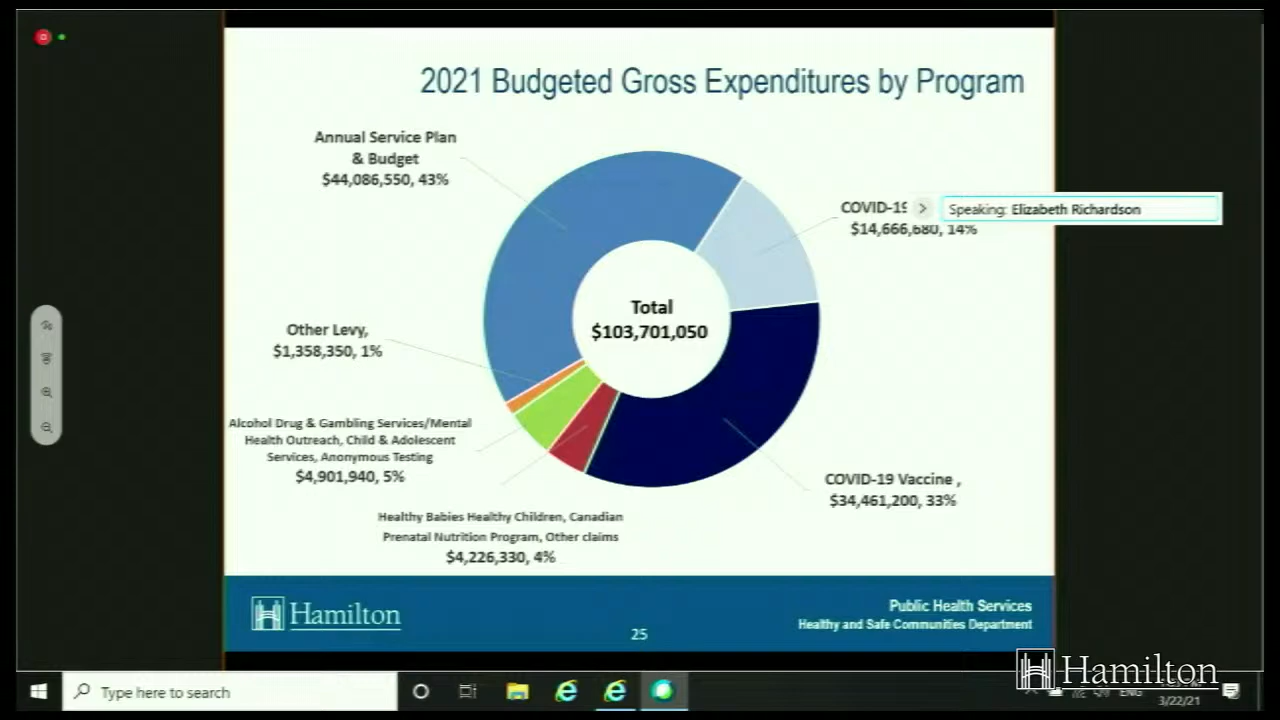 2021 Budgeted Gross Expenditures by Program
Annual Service Plan
& Budget
$44,086,550, 43%
COVID-19
Speaking: Elizabeth Richardson
$14,666,680, 14%
Total
$103,701,050
Other Levy,
$1,358,350, 1%
Alcohol Drug & Gambling Services/Mental
Health Outreach, Child & Adolescent
Services, Anonymous Testing
$4,901,940, 5%
COVID-19 Vaccine ,
$34,461,200, 33%
Healthy Babies Healthy Children, Canadian
Prenatal Nutrition Program, Other claims
$4,226,330, 4%
Hamilton
25
Public Health Services
Healthy and Safe Communities Department
Hamilton
Type here to search
ENG
3/22/21